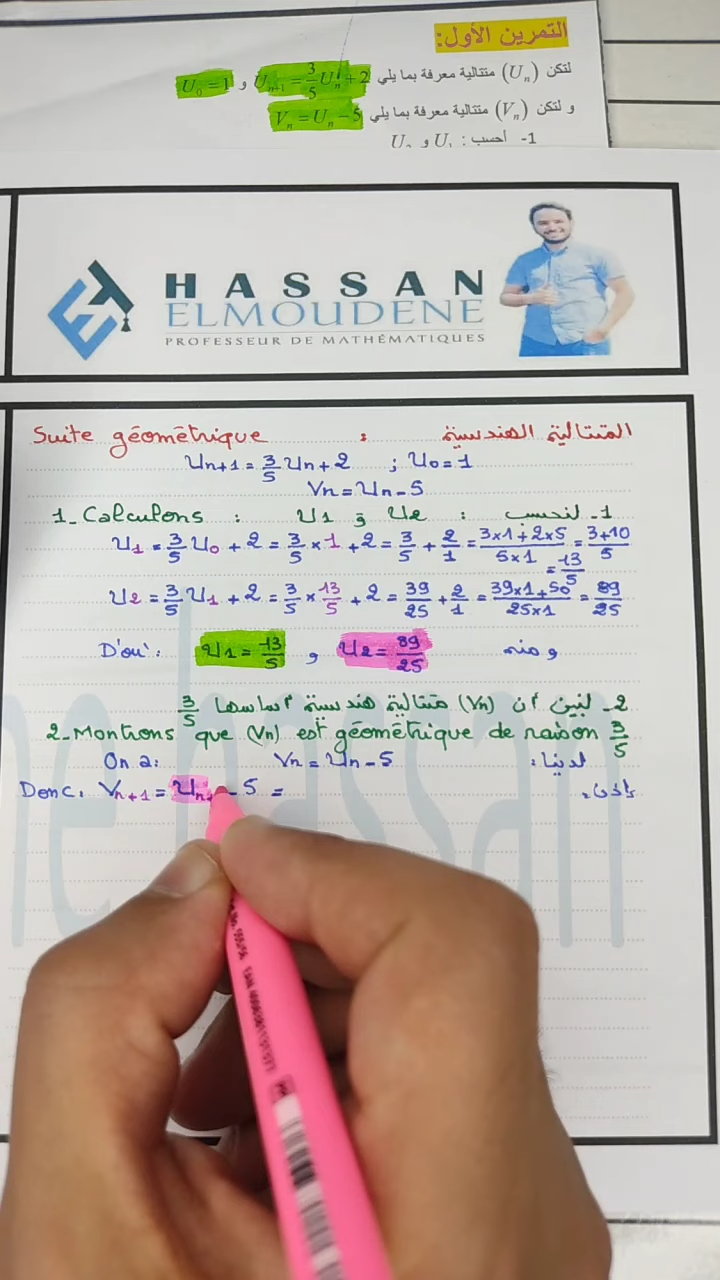 التمرين الأول:
لتكن (Uₙ) متتالية معرفة بما يلي Uₙ₊₁ = 3/5 Uₙ + 2 و U₀ = 1
و لتكن (Vₙ) متتالية معرفة بما يلي Vₙ = Uₙ - 5
1- أحسب : U₁ و U₂
HASSAN
ELMOUDENE
PROFESSEUR DE MATHÉMATIQUES
Suite géométrique : المتتالية الهندسية
Uₙ₊₁ = 3/5 Uₙ + 2 ; U₀ = 1
Vₙ = Uₙ - 5
1_Calculons : U₁ و U₂ : 1- لنحسب
U₁ = 3/5 U₀ + 2 = 3/5 × 1 + 2 = 3/5 + 2/1 = (3×1+2×5)/(5×1) = (3+10)/5
= 13/5
U₂ = 3/5 U₁ + 2 = 3/5 × 13/5 + 2 = 39/25 + 2/1 = (39×1+50)/(25×1) = 89/25
D'où: U₁ = 13/5 و U₂ = 89/25 و منه
2- لنبين أن (Vₙ) متتالية هندسية أساسها 3/5
2_Montrons que (Vₙ) est géométrique de raison 3/5
On a: Vₙ = Uₙ - 5 لدينا:
Donc: Vₙ₊₁ = Uₙ₊ - 5 = إذن: